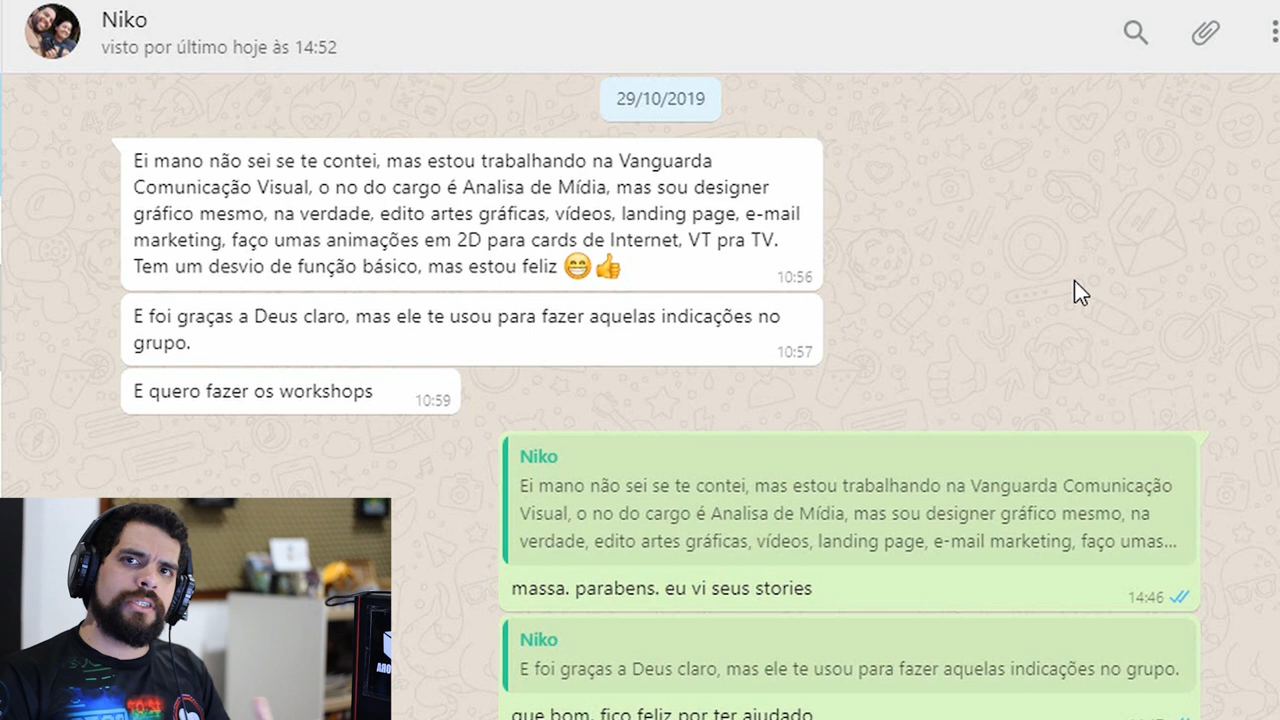 Niko
visto por último hoje às 14:52
29/10/2019
Ei mano não sei se te contei, mas estou trabalhando na Vanguarda
Comunicação Visual, o no do cargo é Analisa de Mídia, mas sou designer
gráfico mesmo, na verdade, edito artes gráficas, vídeos, landing page, e-mail
marketing, faço umas animações em 2D para cards de Internet, VT pra TV.
Tem um desvio de função básico, mas estou feliz 😁👍
10:56
E foi graças a Deus claro, mas ele te usou para fazer aquelas indicações no
grupo.
10:57
E quero fazer os workshops
10:59
Niko
Ei mano não sei se te contei, mas estou trabalhando na Vanguarda Comunicação
Visual, o no do cargo é Analisa de Mídia, mas sou designer gráfico mesmo, na
verdade, edito artes gráficas, vídeos, landing page, e-mail marketing, faço umas...
massa. parabens. eu vi seus stories
14:46
Niko
E foi graças a Deus claro, mas ele te usou para fazer aquelas indicações no grupo.
que bom. fico feliz por ter ajudado